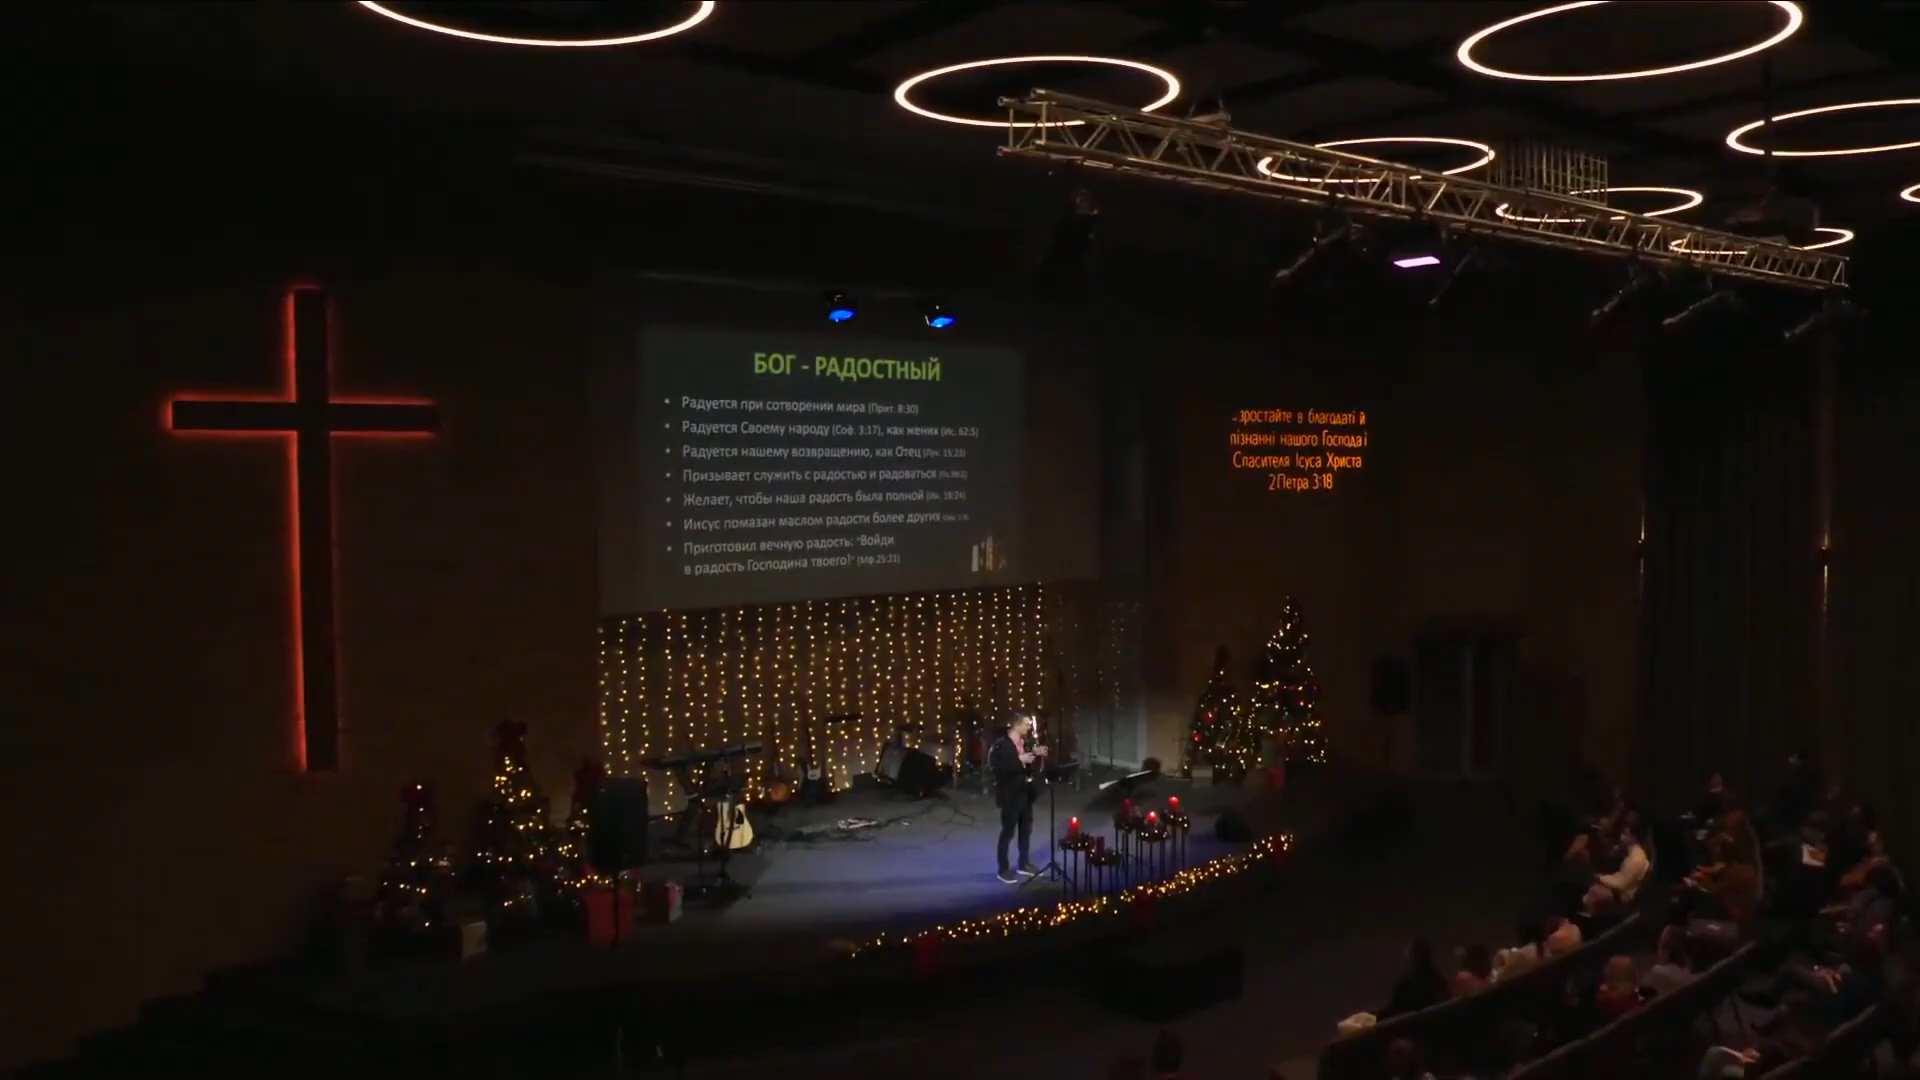 БОГ - РАДОСТНЫЙ
• Радуется при сотворении мира (Прит. 8:30)
• Радуется Своему народу (Соф. 3:17), как жених (Ис. 62:5)
• Радуется нашему возвращению, как Отец (Лук. 15:23)
• Призывает служить с радостью и радоваться
• Желает, чтобы наша радость была полной (Ин. 16:24)
• Иисус помазан маслом радости более других
• Приготовил вечную радость: "Войди
в радость Господина твоего!" (Мф.25:21)
зростайте в благодаті й
пізнанні нашого Господа і
Спасителя Ісуса Христа
2Петра 3:18